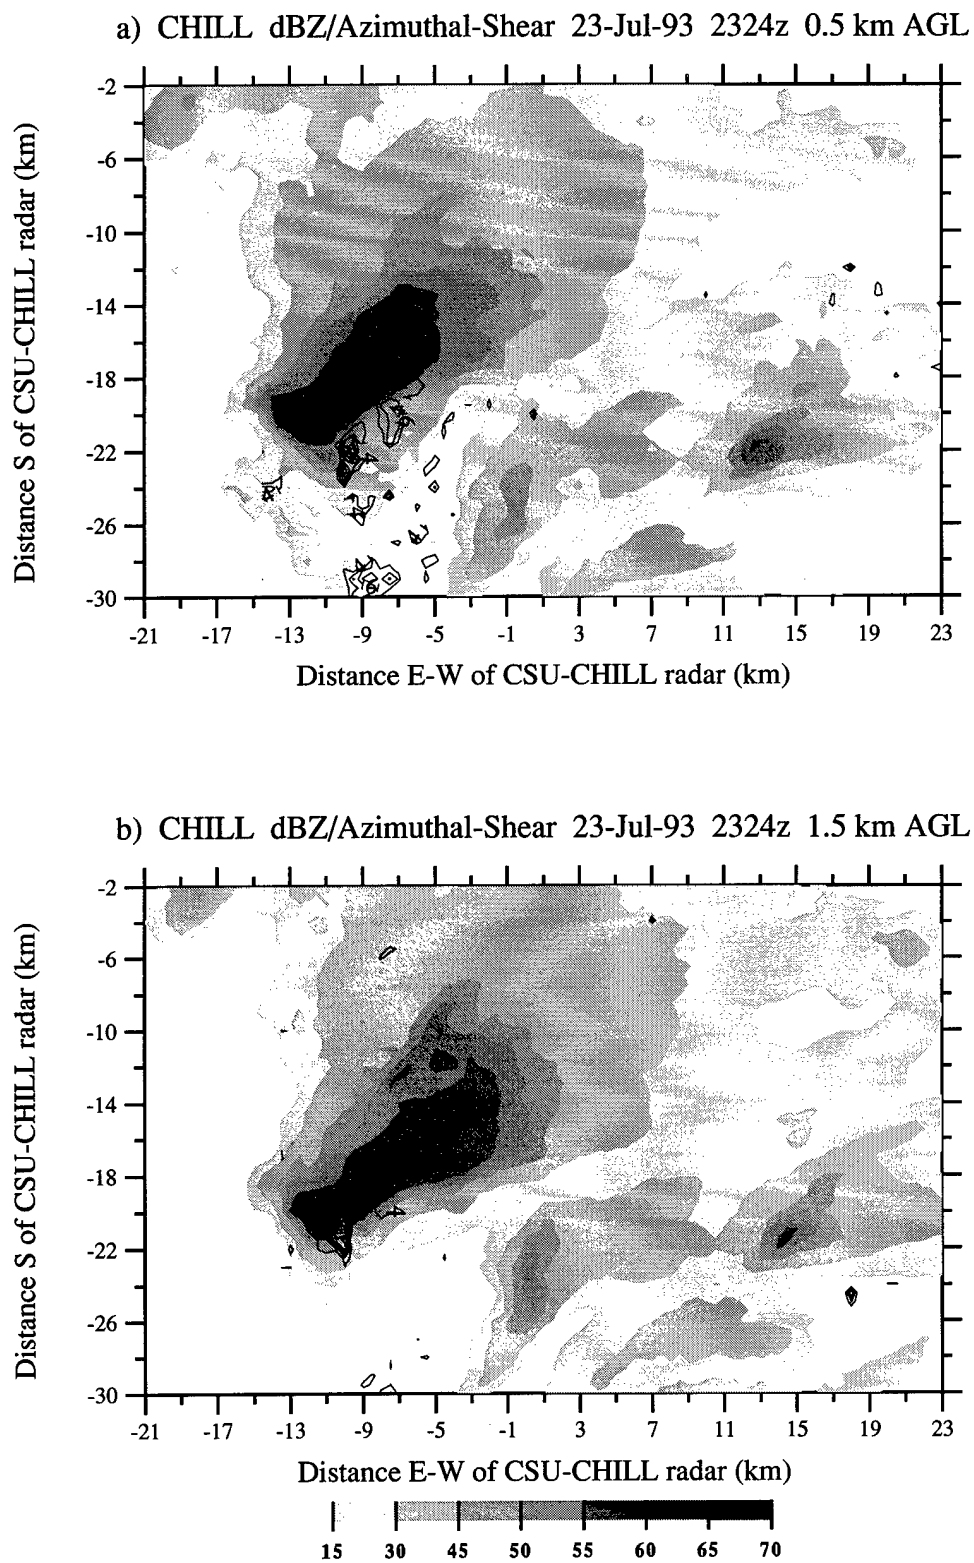 a) CHILL dBZ/Azimuthal-Shear 23-Jul-93 2324z 0.5 km AGL
Distance S of CSU-CHILL radar (km)
-2
-6
-10
-14
-18
-22
-26
-30
-21 -17 -13 -9 -5 -1 3 7 11 15 19 23
Distance E-W of CSU-CHILL radar (km)
b) CHILL dBZ/Azimuthal-Shear 23-Jul-93 2324z 1.5 km AGL
Distance S of CSU-CHILL radar (km)
-2
-6
-10
-14
-18
-22
-26
-30
-21 -17 -13 -9 -5 -1 3 7 11 15 19 23
Distance E-W of CSU-CHILL radar (km)
15 30 45 50 55 60 65 70